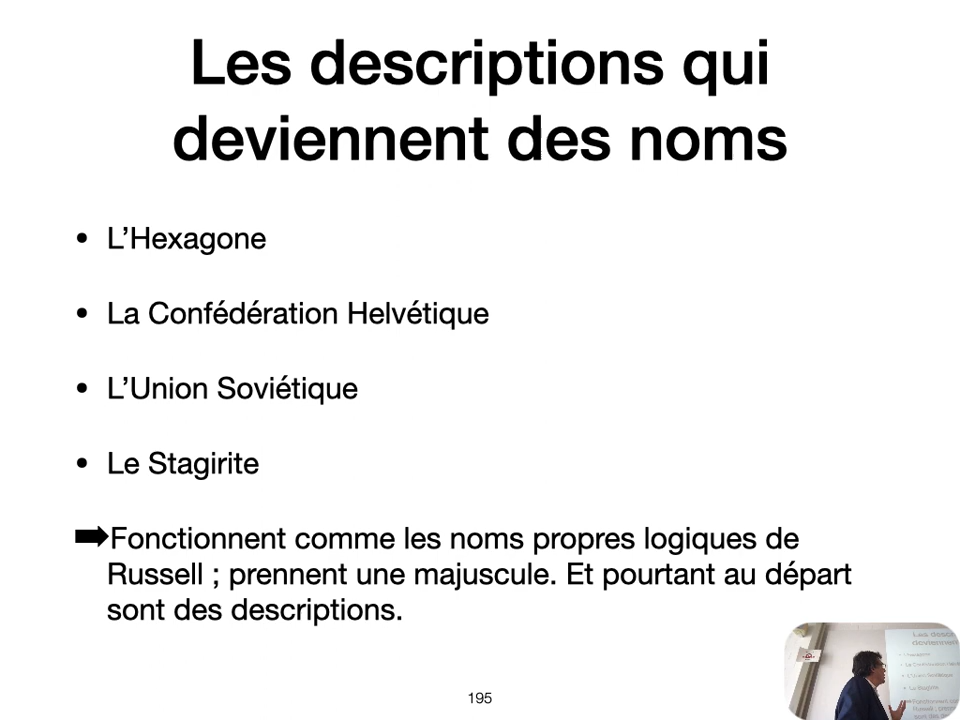 Les descriptions qui
deviennent des noms
• L’Hexagone
• La Confédération Helvétique
• L’Union Soviétique
• Le Stagirite
➡Fonctionnent comme les noms propres logiques de
Russell ; prennent une majuscule. Et pourtant au départ
sont des descriptions.
195